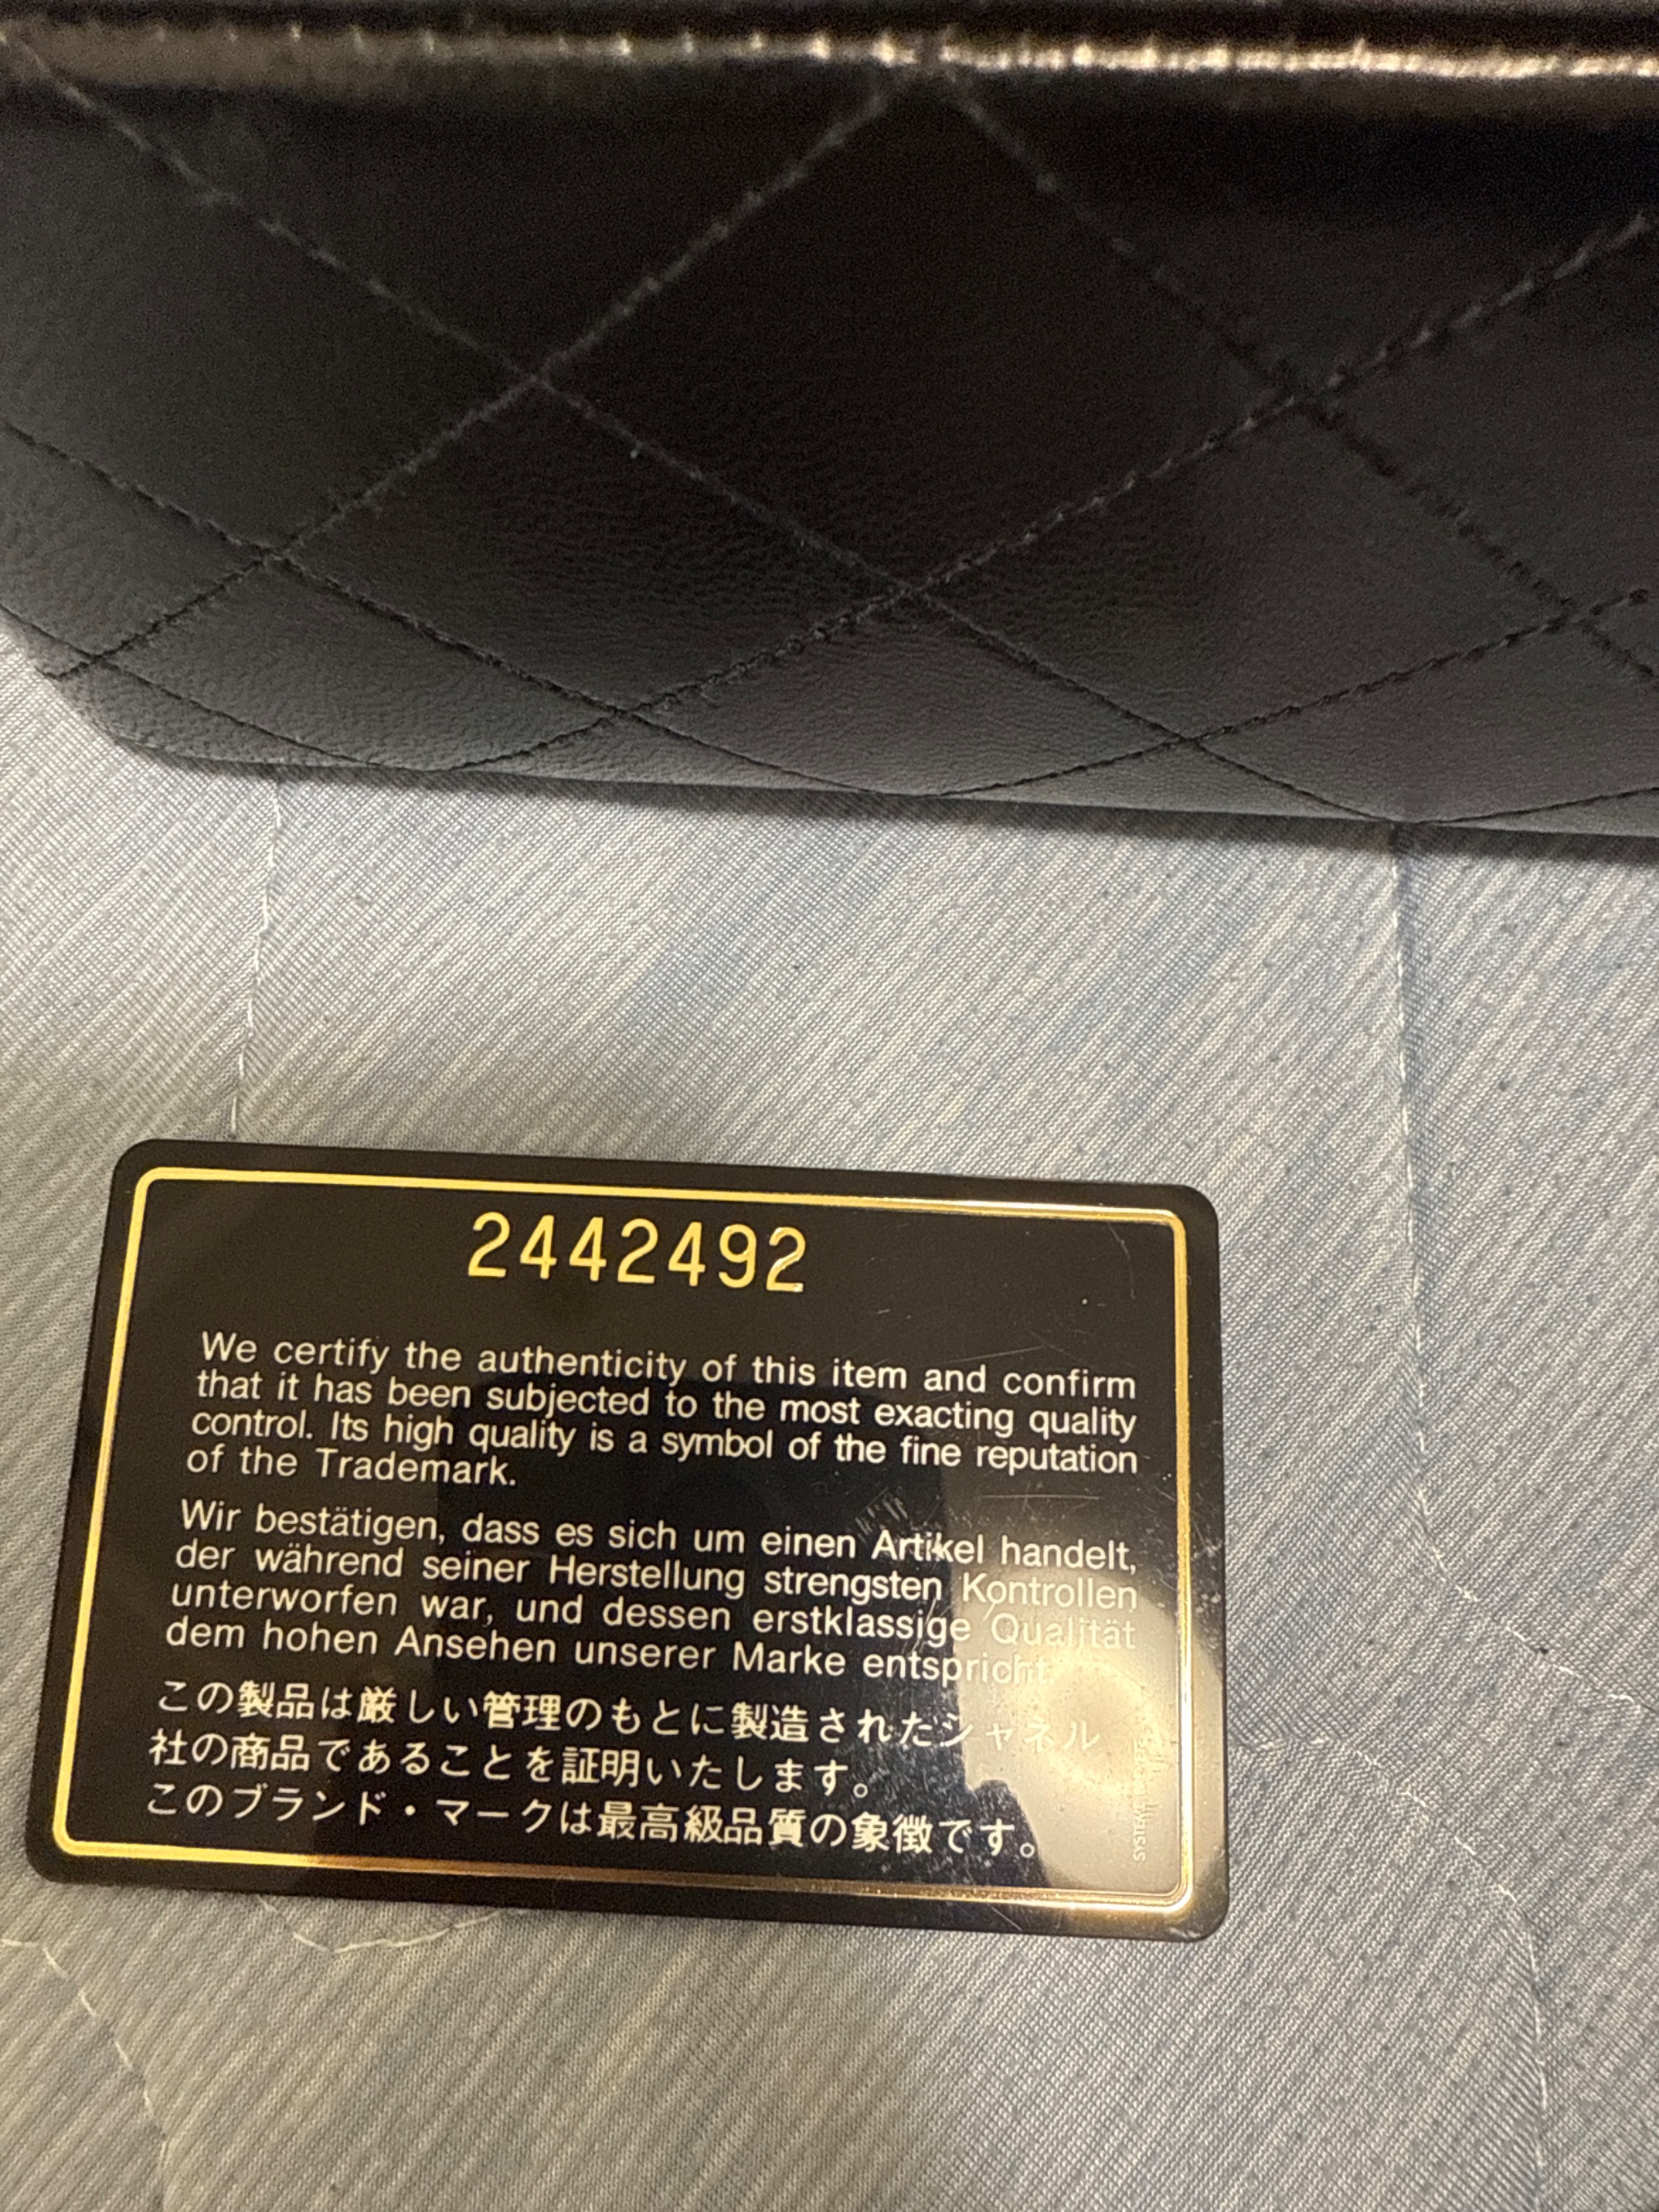 2442492
We certify the authenticity of this item and confirm
that it has been subjected to the most exacting quality
control. Its high quality is a symbol of the fine reputation
of the Trademark.
Wir bestätigen, dass es sich um einen Artikel handelt,
der während seiner Herstellung strengsten Kontrollen
unterworfen war, und dessen erstklassige Qualität
dem hohen Ansehen unserer Marke entspricht.
この製品は厳しい管理のもとに製造されたシャネル
社の商品であることを証明いたします。
このブランド・マークは最高級品質の象徴です。